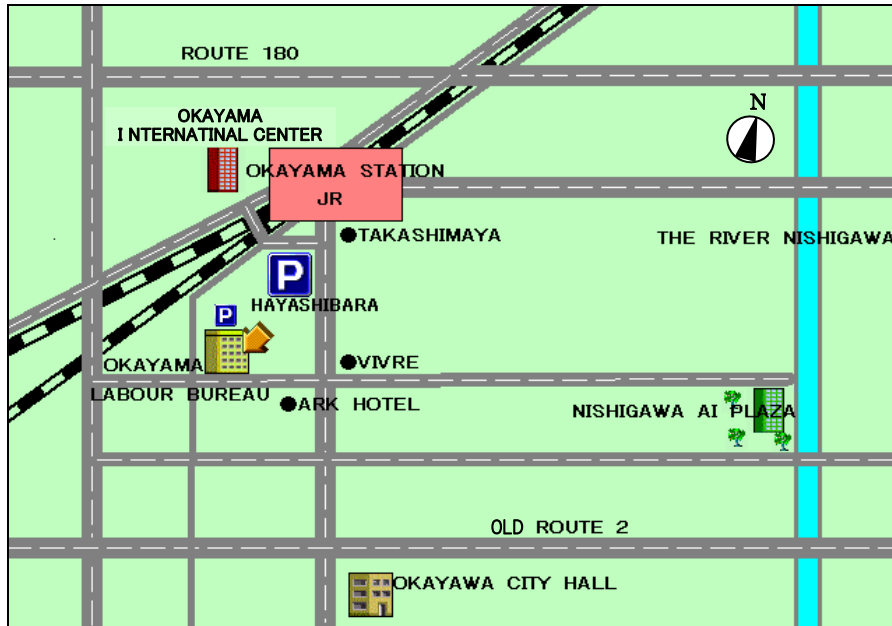 ROUTE 180
N
OKAYAMA
I NTERNATINAL CENTER
OKAYAMA STATION
JR
TAKASHIMAYA
THE RIVER NISHIGAWA
P
HAYASHIBARA
P
OKAYAMA
LABOUR BUREAU
VIVRE
ARK HOTEL
NISHIGAWA AI PLAZA
OLD ROUTE 2
OKAYAWA CITY HALL